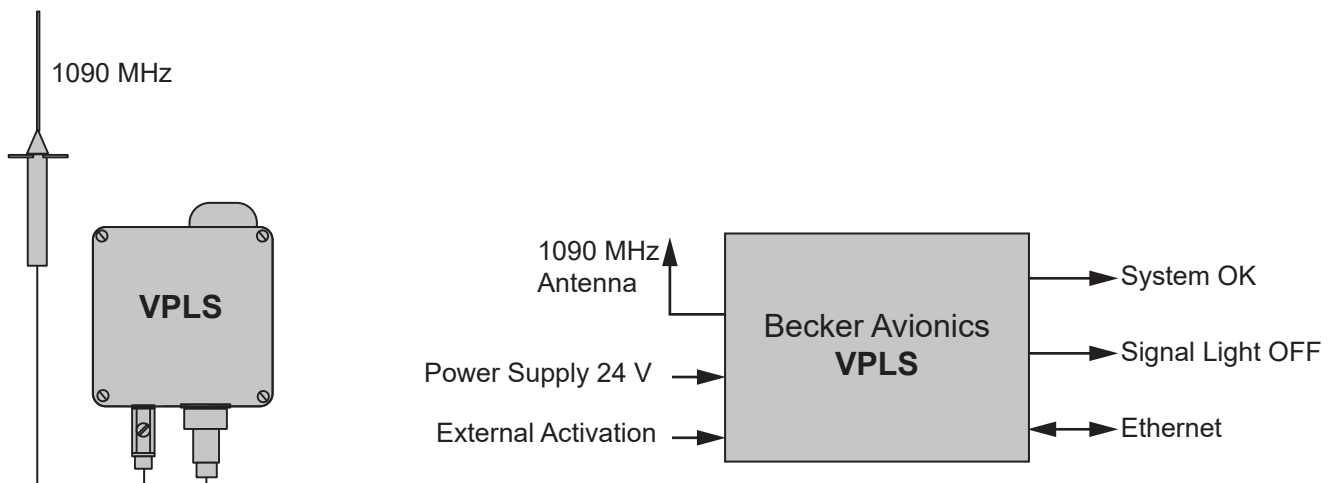 1090 MHz
VPLS
1090 MHz
Antenna
Power Supply 24 V
External Activation
Becker Avionics
VPLS
System OK
Signal Light OFF
Ethernet